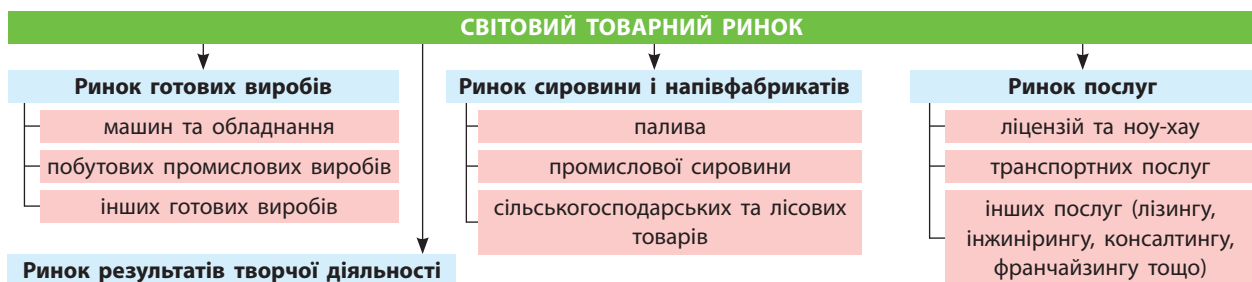 СВІТОВИЙ ТОВАРНИЙ РИНОК
Ринок готових виробів
машин та обладнання
побутових промислових виробів
інших готових виробів
Ринок результатів творчої діяльності
Ринок сировини і напівфабрикатів
палива
промислової сировини
сільськогосподарських та лісових
товарів
Ринок послуг
ліцензій та ноу-хау
транспортних послуг
інших послуг (лізингу,
інжинірингу, консалтингу,
франчайзингу тощо)